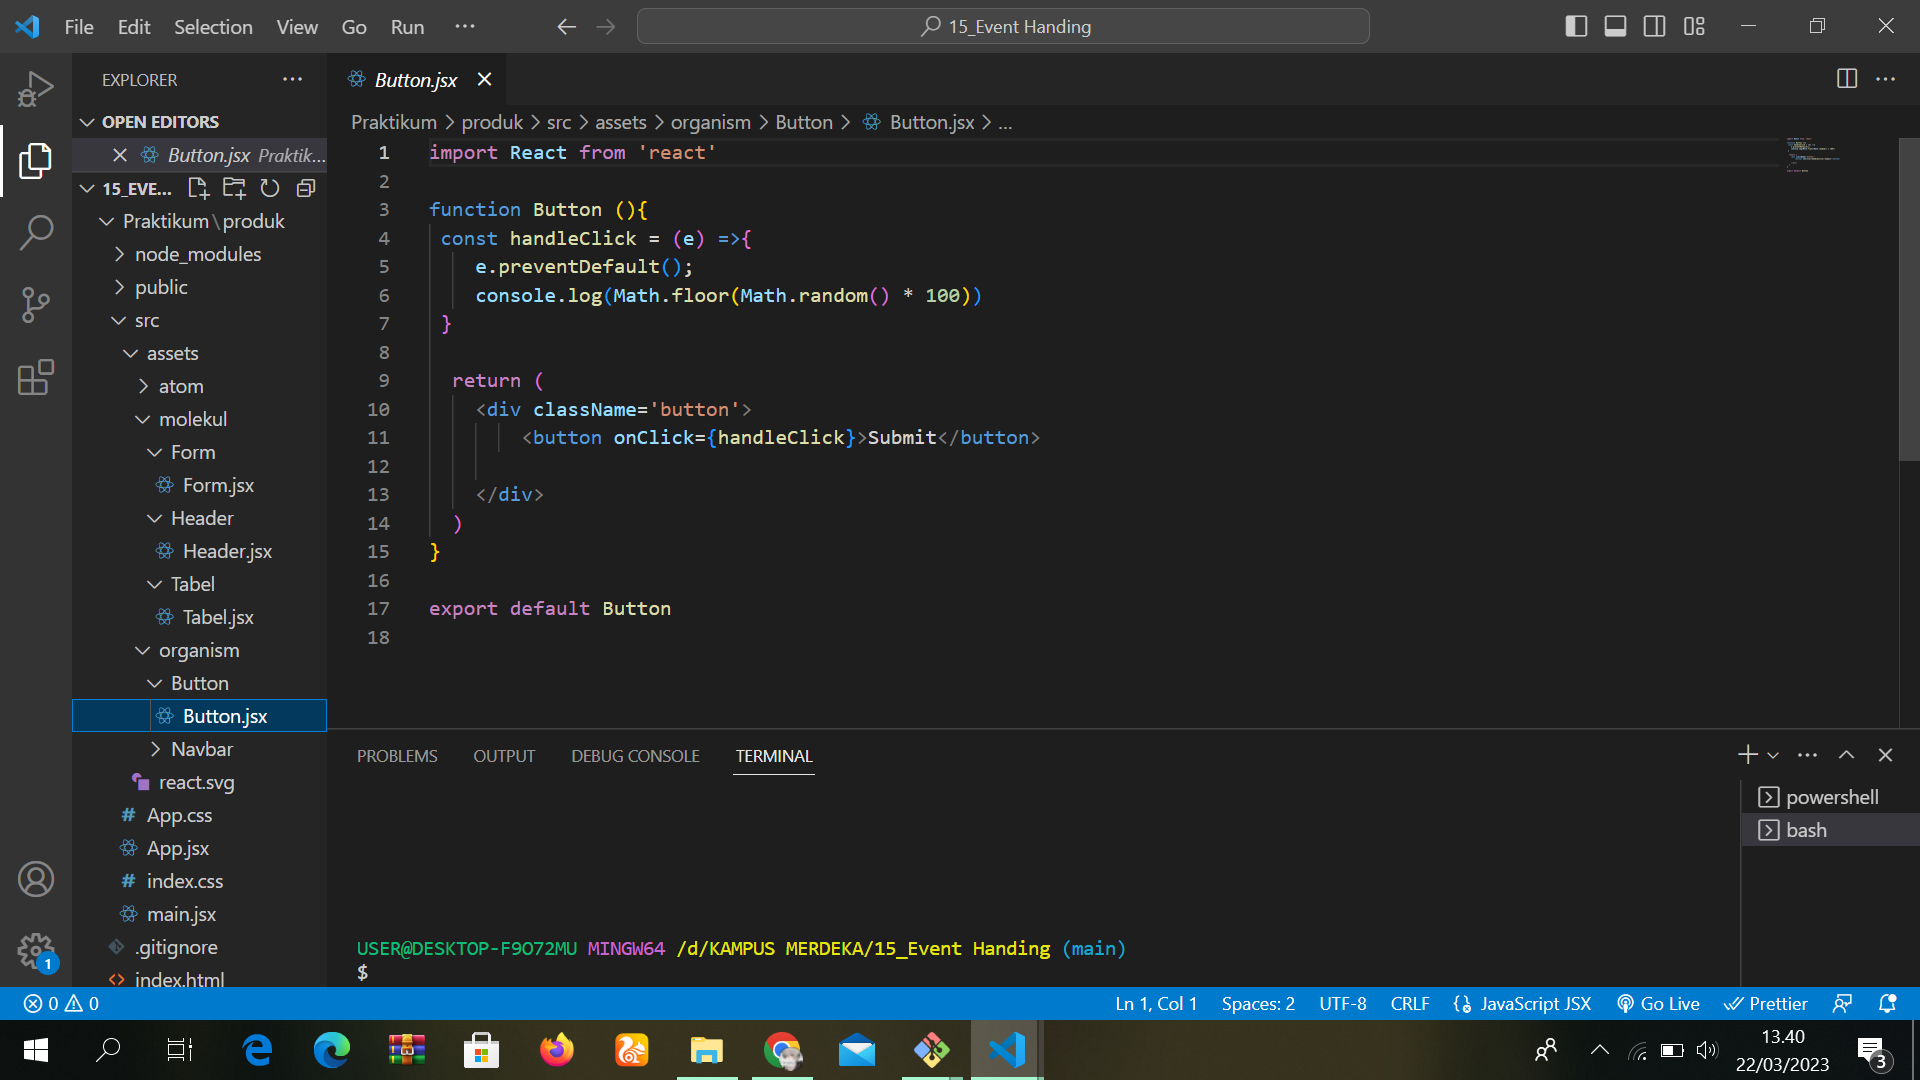 File Edit Selection View Go Run ···
15_Event Handing
EXPLORER
OPEN EDITORS
Button.jsx Praktik...
15_EVE...
Praktikum\produk
node_modules
public
src
assets
atom
molekul
Form
Form.jsx
Header
Header.jsx
Tabel
Tabel.jsx
organism
Button
Button.jsx
Navbar
react.svg
App.css
App.jsx
index.css
main.jsx
.gitignore
index.html
Button.jsx
Praktikum > produk > src > assets > organism > Button > Button.jsx > ...
1 import React from 'react'
2
3 function Button (){
4 const handleClick = (e) =>{
5 e.preventDefault();
6 console.log(Math.floor(Math.random() * 100))
7 }
8
9 return (
10 <div className='button'>
11 <button onClick={handleClick}>Submit</button>
12
13 </div>
14 )
15 }
16
17 export default Button
18
PROBLEMS OUTPUT DEBUG CONSOLE TERMINAL
powershell
bash
USER@DESKTOP-F9O72MU MINGW64 /d/KAMPUS MERDEKA/15_Event Handing (main)
$
1
0 0 Ln 1, Col 1 Spaces: 2 UTF-8 CRLF {} JavaScript JSX Go Live Prettier
13.40
22/03/2023
3